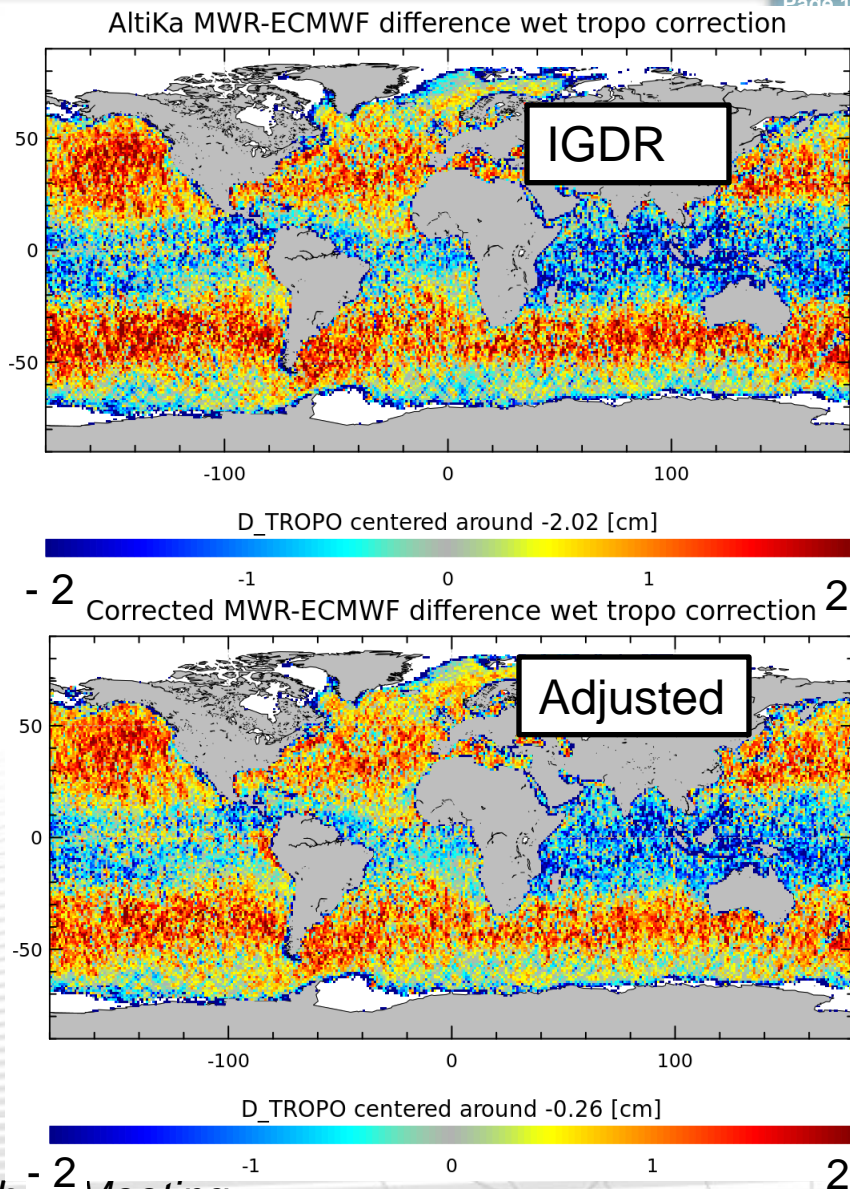 Page 1
AltiKa MWR-ECMWF difference wet tropo correction
IGDR
50
0
-50
-100 0 100
D_TROPO centered around -2.02 [cm]
- 2 -1 0 1 2
Corrected MWR-ECMWF difference wet tropo correction
Adjusted
50
0
-50
-100 0 100
D_TROPO centered around -0.26 [cm]
- 2 -1 0 1 2
Meeting